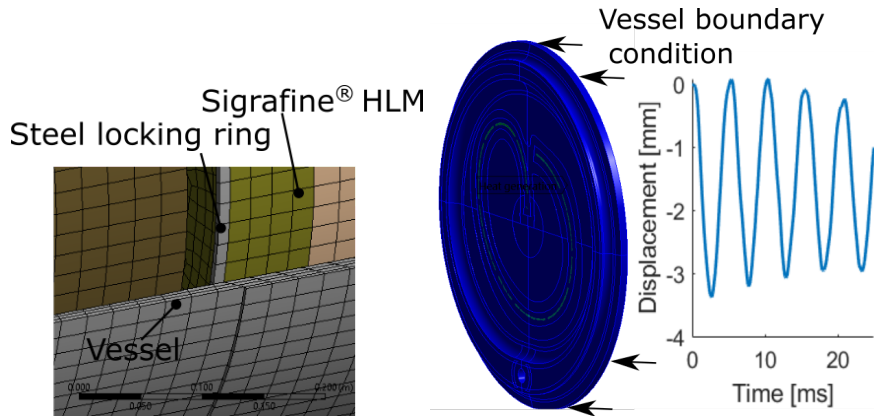 Sigrafine® HLM
Steel locking ring
Vessel
0.000
0.050
0.100
0.150
0.200 (m)
Vessel boundary
condition
Displacement [mm]
0
-1
-2
-3
-4
0
10
20
Time [ms]